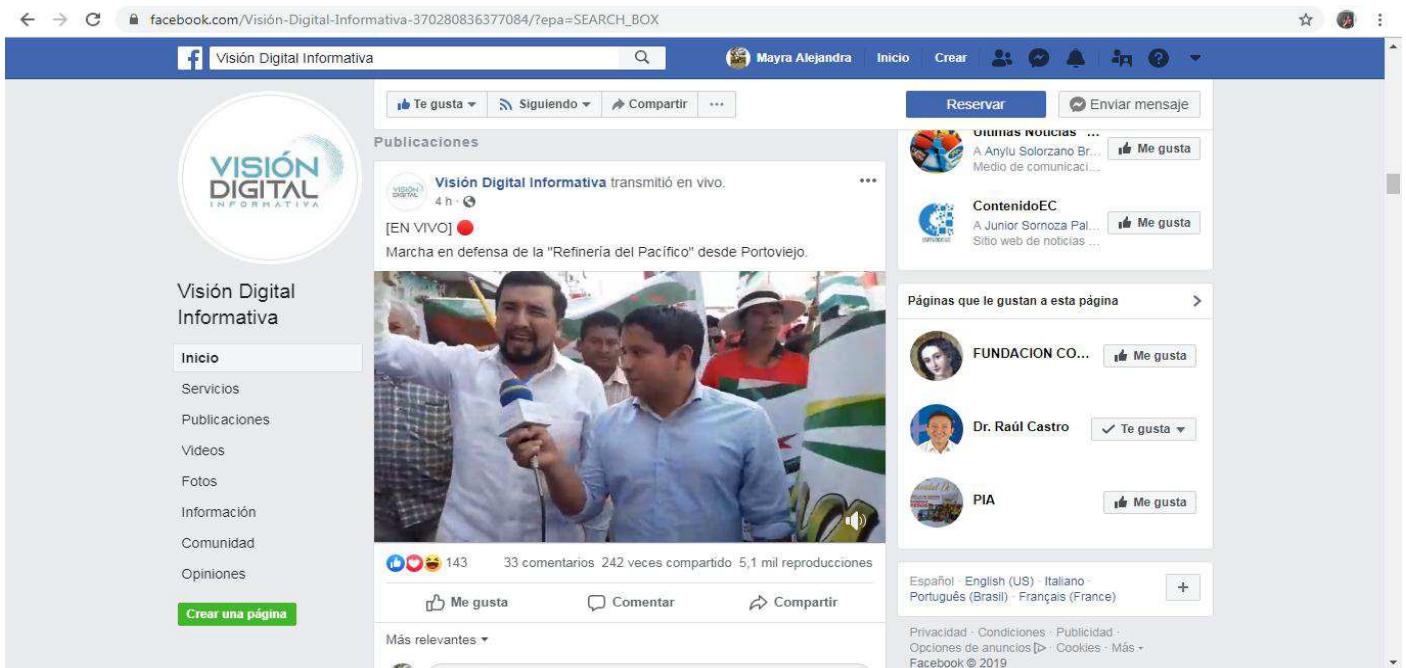 facebook.com/Visión-Digital-Informativa-370280836377084/?epa=SEARCH_BOX
Visión Digital Informativa
Mayra Alejandra Inicio Crear
Te gusta Siguiendo Compartir ...
Reservar Enviar mensaje
VISIÓN
DIGITAL
INFORMATIVA
Visión Digital
Informativa
Inicio
Servicios
Publicaciones
Videos
Fotos
Información
Comunidad
Opiniones
Crear una página
Publicaciones
VISIÓN
DIGITAL
Visión Digital Informativa transmitió en vivo.
4 h ·
[EN VIVO]
Marcha en defensa de la "Refinería del Pacífico" desde Portoviejo.
143 33 comentarios 242 veces compartido 5,1 mil reproducciones
Me gusta Comentar Compartir
Más relevantes
Últimas Noticias ...
A Anylu Solorzano Br... Me gusta
Medio de comunicaci...
ContenidoEC
A Junior Sornoza Pal... Me gusta
Sitio web de noticias ...
Páginas que le gustan a esta página
FUNDACION CO... Me gusta
Dr. Raúl Castro Te gusta
PIA Me gusta
Español · English (US) · Italiano ·
Português (Brasil) · Français (France)
Privacidad · Condiciones · Publicidad ·
Opciones de anuncios · Cookies · Más
Facebook © 2019